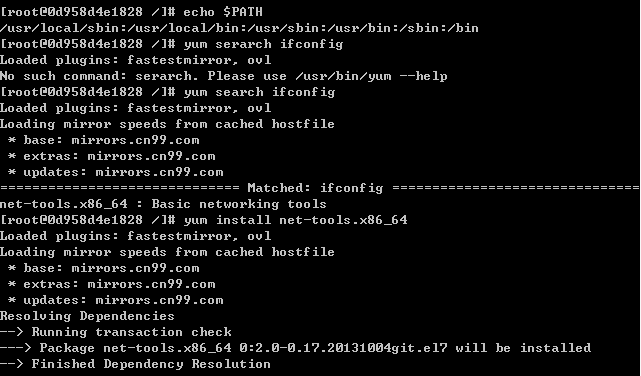 [root@0d958d4e1828 /]# echo $PATH
/usr/local/sbin:/usr/local/bin:/usr/sbin:/usr/bin:/sbin:/bin
[root@0d958d4e1828 /]# yum serarch ifconfig
Loaded plugins: fastestmirror, ovl
No such command: serarch. Please use /usr/bin/yum --help
[root@0d958d4e1828 /]# yum search ifconfig
Loaded plugins: fastestmirror, ovl
Loading mirror speeds from cached hostfile
 * base: mirrors.cn99.com
 * extras: mirrors.cn99.com
 * updates: mirrors.cn99.com
============================== Matched: ifconfig ===============================
net-tools.x86_64 : Basic networking tools
[root@0d958d4e1828 /]# yum install net-tools.x86_64
Loaded plugins: fastestmirror, ovl
Loading mirror speeds from cached hostfile
 * base: mirrors.cn99.com
 * extras: mirrors.cn99.com
 * updates: mirrors.cn99.com
Resolving Dependencies
--> Running transaction check
---> Package net-tools.x86_64 0:2.0-0.17.20131004git.el7 will be installed
--> Finished Dependency Resolution